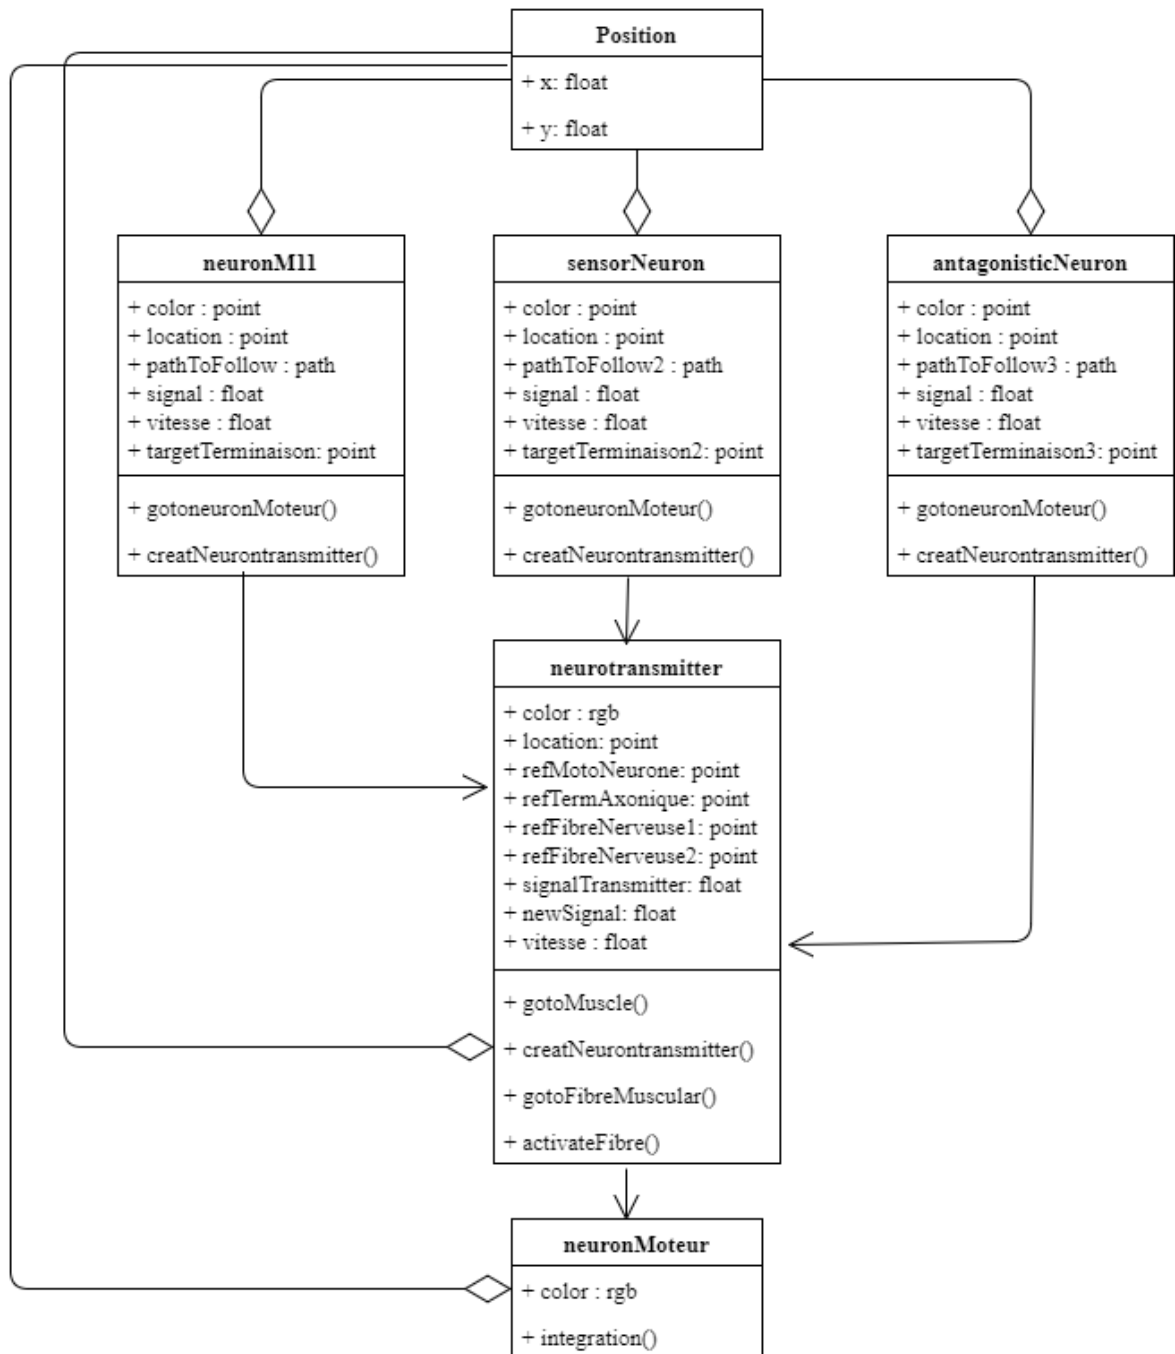 Position
+ x: float
+ y: float
neuronM11
+ color : point
+ location : point
+ pathToFollow : path
+ signal : float
+ vitesse : float
+ targetTerminaison: point
+ gotoneuronMoteur()
+ creatNeurontransmitter()
sensorNeuron
+ color : point
+ location : point
+ pathToFollow2 : path
+ signal : float
+ vitesse : float
+ targetTerminaison2: point
+ gotoneuronMoteur()
+ creatNeurontransmitter()
antagonisticNeuron
+ color : point
+ location : point
+ pathToFollow3 : path
+ signal : float
+ vitesse : float
+ targetTerminaison3: point
+ gotoneuronMoteur()
+ creatNeurontransmitter()
neurotransmitter
+ color : rgb
+ location: point
+ refMotoNeurone: point
+ refTermAxonique: point
+ refFibreNerveuse1: point
+ refFibreNerveuse2: point
+ signalTransmitter: float
+ newSignal: float
+ vitesse : float
+ gotoMuscle()
+ creatNeurontransmitter()
+ gotoFibreMuscular()
+ activateFibre()
neuronMoteur
+ color : rgb
+ integration()